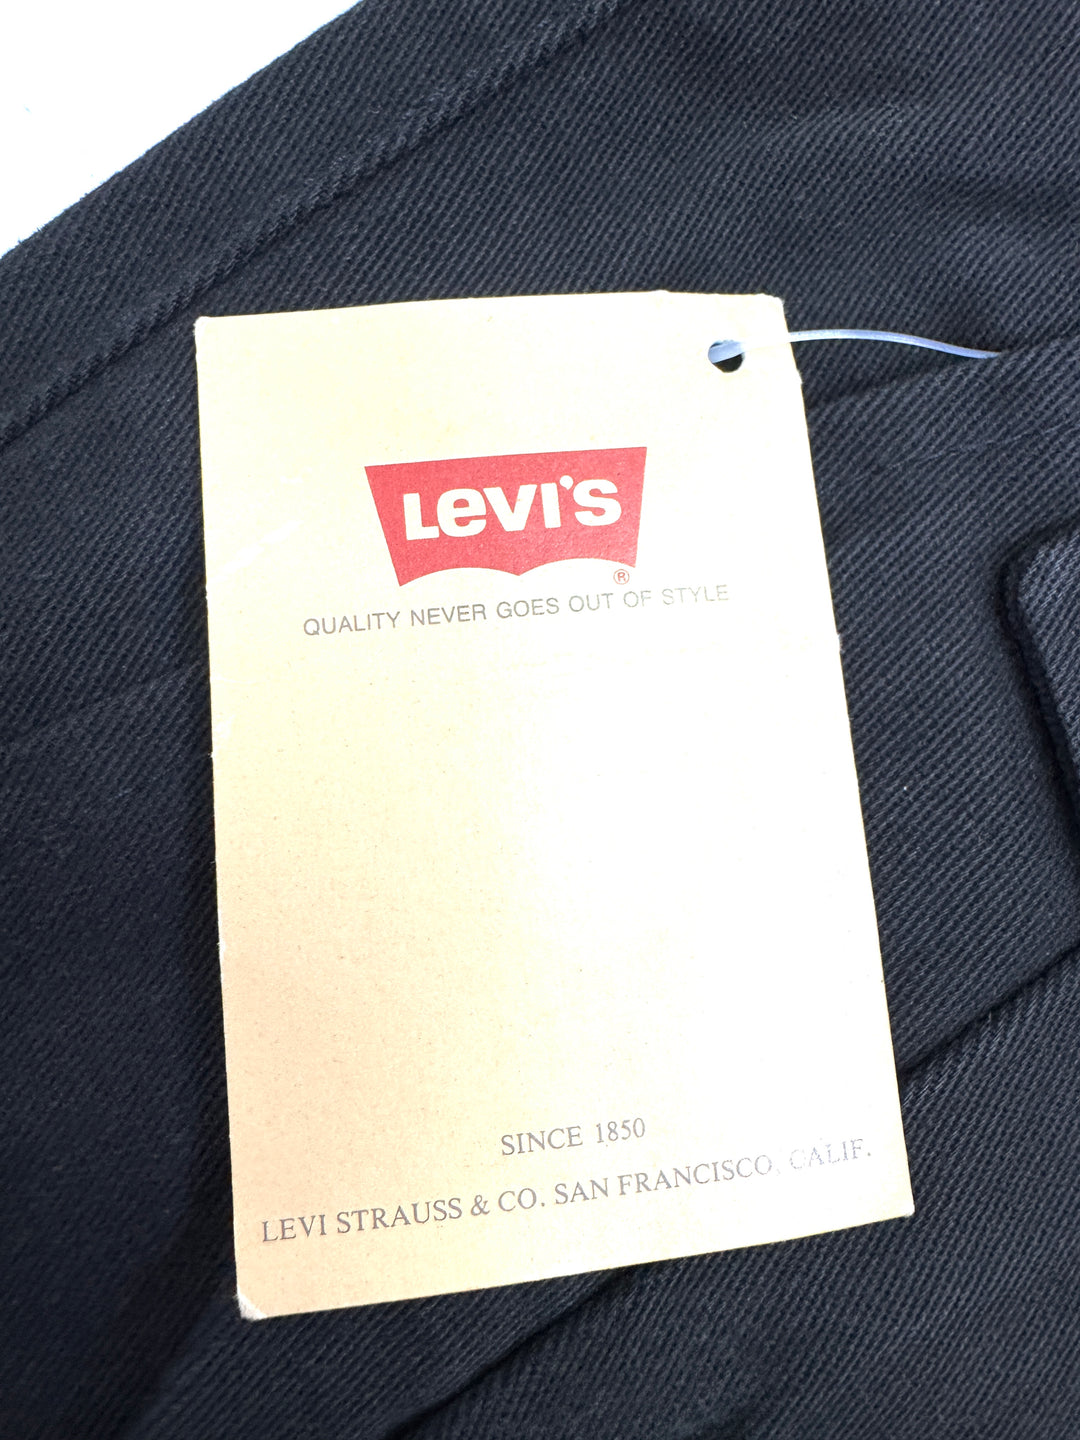 LEVI'S
®
QUALITY NEVER GOES OUT OF STYLE
SINCE 1850
LEVI STRAUSS & CO. SAN FRANCISCO, CALIF.